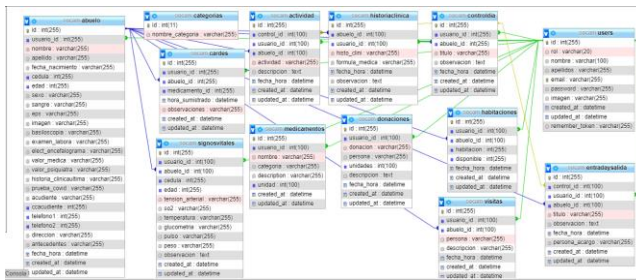 abuelo
id : int(255)
usuario_id : int(255)
nombre : varchar(255)
apellido : varchar(255)
fecha_nacimiento : varchar(255)
cedula : varchar(255)
edad : int(255)
sexo : varchar(255)
sangre : varchar(255)
eps : varchar(255)
imagen : varchar(255)
basiloscopia : varchar(255)
examen_latora : varchar(255)
elect_encefalograma : varchar(255)
valor_medica : varchar(255)
valor_psiquiatra : varchar(255)
historia_clinicaultima : varchar(255)
prueba_covid : varchar(255)
acudiente : varchar(255)
ccacudiente : int(255)
telefono1 : int(255)
telefono2 : int(255)
direccion : varchar(255)
antecedentes : varchar(255)
fecha_horo : datetime
created_at : datetime
updated_at : datetime
Consola
categorias
id : int(11)
nombre_categoria : varchar(255)
cardes
id : int(255)
usuario_id : int(255)
abuelo_id : int(255)
medicamento_id : int(255)
hora_sumistrado : datetime
observaciones : varchar(255)
created_at : datetime
updated_at : datetime
signosvitales
id : int(255)
usuario_id : int(100)
abuelo_id : int(100)
cedula : int(255)
edad : int(255)
tension_arterial : varchar(255)
so2 : varchar(255)
temperatura : varchar(255)
glucometria : varchar(255)
pulso : varchar(255)
peso : varchar(255)
observacion : text
created_at : datetime
updated_at : datetime
actividad
id : int(255)
control_id : int(100)
usuario_id : int(100)
abuelo_id : int(100)
actividad : varchar(255)
descripcion : text
fecha_hora : datetime
created_at : datetime
updated_at : datetime
medicamentos
id : int(255)
usuario_id : int(100)
nombre : varchar(255)
categoria : varchar(255)
description : varchar(255)
unidad : int(100)
created_at : datetime
updated_at : datetime
historiaclinica
id : int(255)
abuelo_id : int(100)
usuario_id : int(100)
histo_clini : varchar(255)
formula_medica : varchar(255)
fecha_hora : datetime
observacion : text
created_at : datetime
updated_at : datetime
donaciones
id : int(255)
usuario_id : int(100)
donacion : varchar(255)
persona : varchar(255)
unidades : int(100)
descripcion : text
fecha_hora : datetime
created_at : datetime
updated_at : datetime
controldia
id : int(255)
usuario_id : int(100)
abuelo_id : int(255)
titulo : varchar(255)
observacion : text
fecha_hora : datetime
created_at : datetime
updated_at : datetime
habitaciones
id : int(255)
usuario_id : int(100)
abuelo_id : int(100)
habitacion : int(255)
disponible : int(255)
fecha_hora : datetime
created_at : datetime
updated_at : datetime
visitas
id : int(255)
usuario_id : int(100)
abuelo_id : int(100)
persona : varchar(255)
descripcion : varchar(255)
fecha_hora : datetime
created_at : datetime
updated_at : datetime
users
id : int(255)
rol : varchar(20)
nombre : varchar(100)
apellidos : varchar(255)
email : varchar(255)
password : varchar(255)
imagen : varchar(255)
created_at : datetime
updated_at : datetime
remember_token : varchar(255)
entradaysalida
id : int(255)
control_id : int(100)
usuario_id : int(100)
abuelo_id : int(100)
titulo : varchar(255)
observacion : text
fecha_hora : datetime
persona_acargo : varchar(255)
created_at : datetime
updated_at : datetime